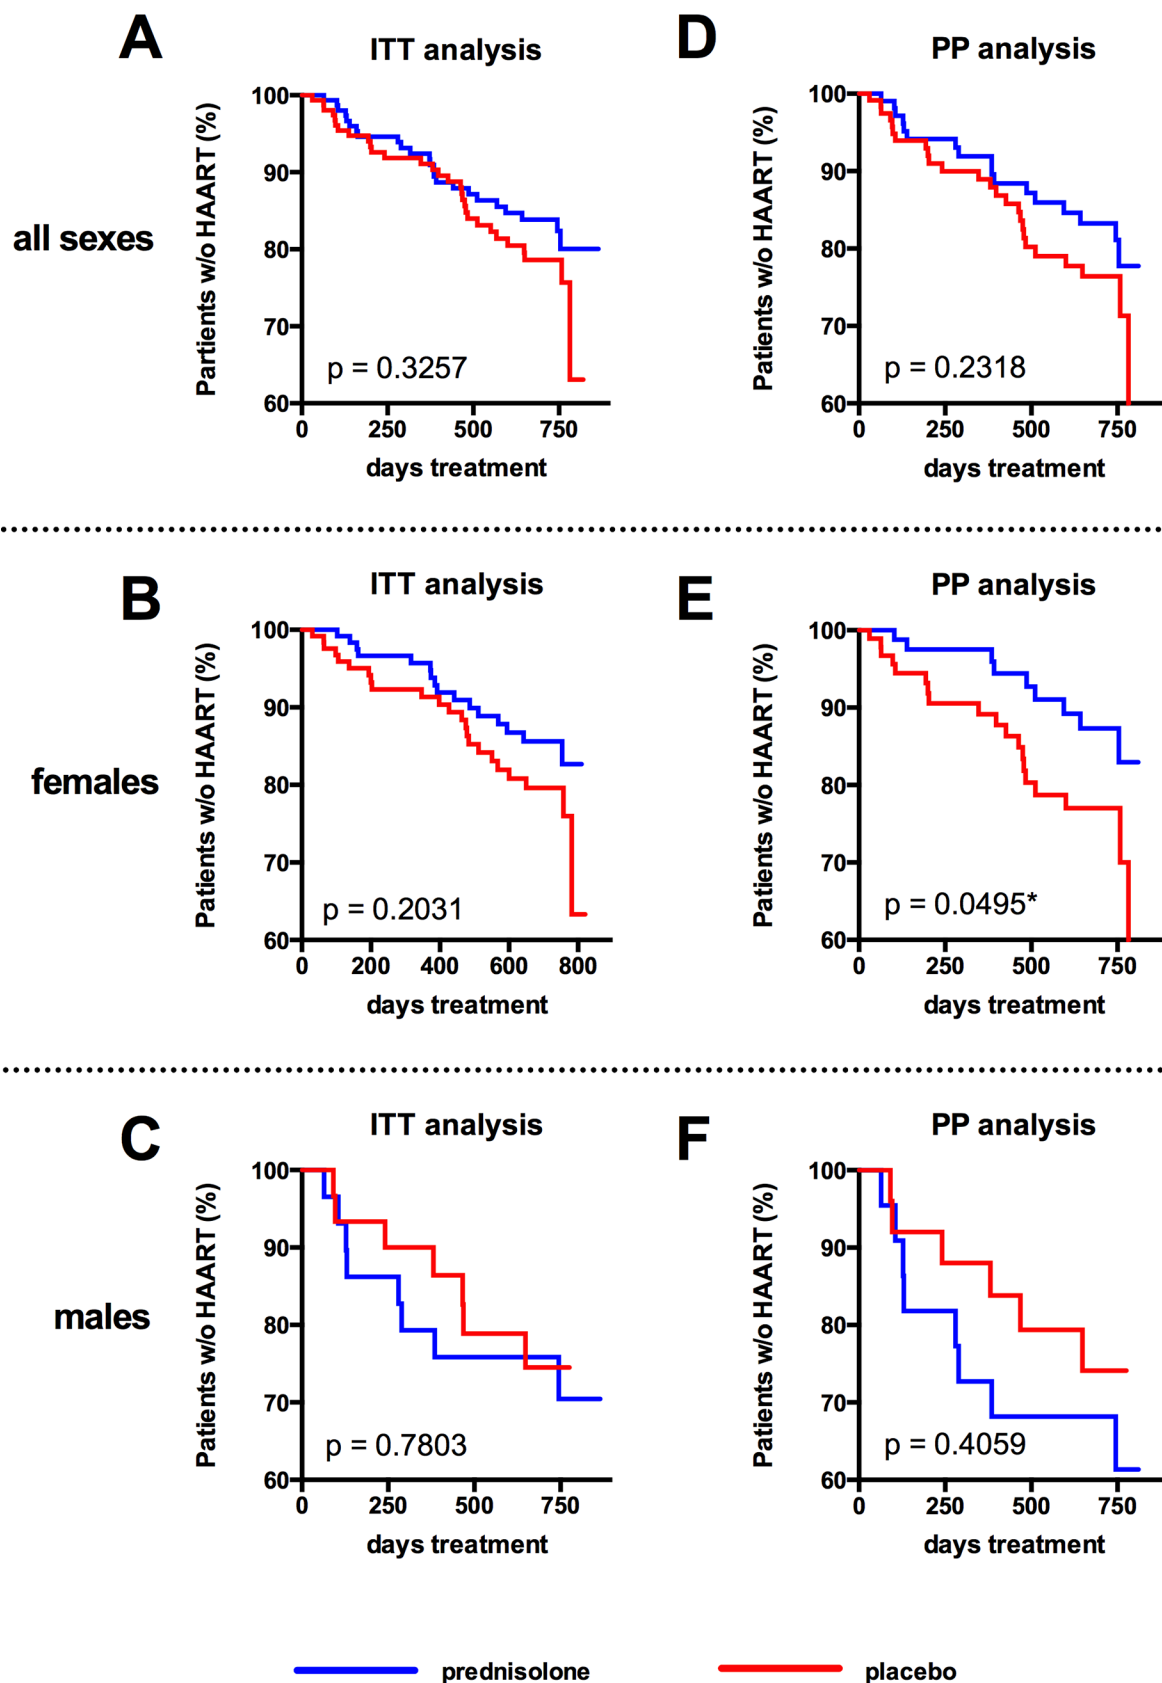 A
ITT analysis
D
PP analysis
all sexes
Partients w/o HAART (%)
100
90
80
70
60
p = 0.3257
0 250 500 750
days treatment
Patients w/o HAART (%)
100
90
80
70
60
p = 0.2318
0 250 500 750
days treatment
B
ITT analysis
E
PP analysis
females
Patients w/o HAART (%)
100
90
80
70
60
p = 0.2031
0 200 400 600 800
days treatment
Patients w/o HAART (%)
100
90
80
70
60
p = 0.0495*
0 250 500 750
days treatment
C
ITT analysis
F
PP analysis
males
Patients w/o HAART (%)
100
90
80
70
60
p = 0.7803
0 250 500 750
days treatment
Patients w/o HAART (%)
100
90
80
70
60
p = 0.4059
0 250 500 750
days treatment
prednisolone
placebo